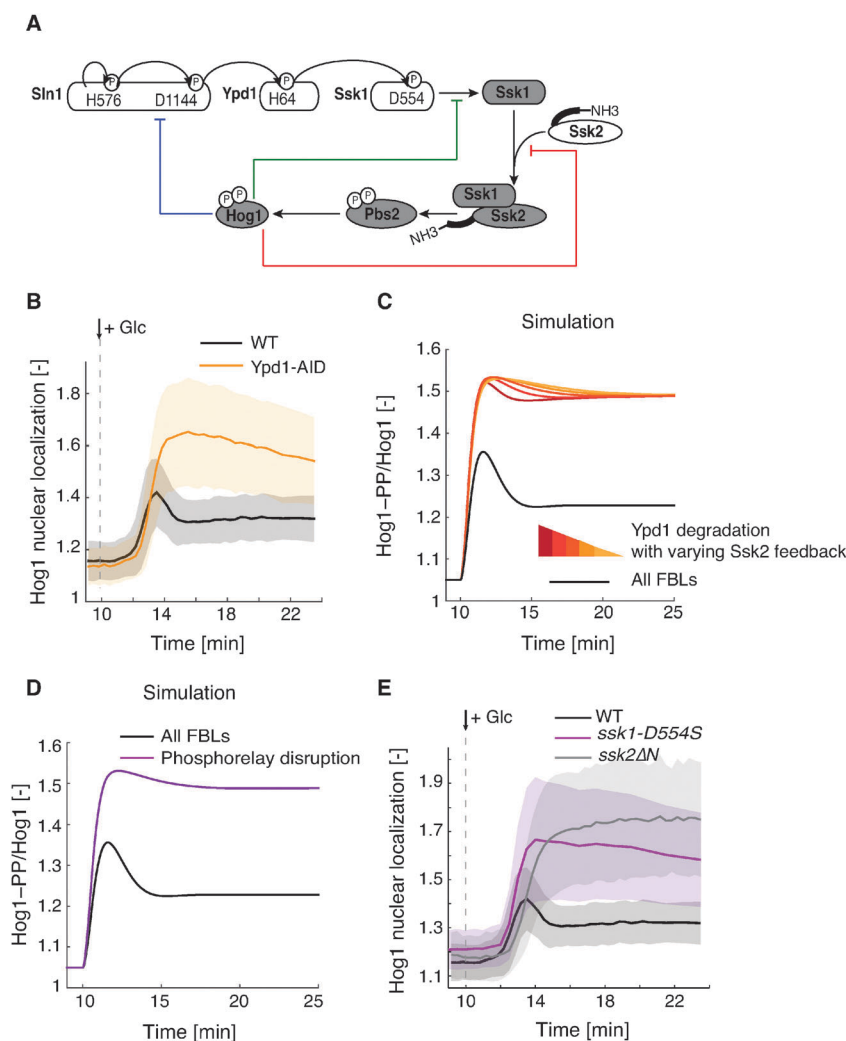 A
Sln1
P
H576
P
D1144
Ypd1
P
H64
Ssk1
P
D554
Ssk1
NH3
Ssk2
P P
Hog1
P P
Pbs2
Ssk1
Ssk2
NH3
B
+ Glc
WT
Ypd1-AID
Hog1 nuclear localization [-]
1.8
1.6
1.4
1.2
1
10 14 18 22
Time [min]
C
Simulation
Hog1–PP/Hog1 [-]
1.6
1.5
1.4
1.3
1.2
1.1
1
Ypd1 degradation
with varying Ssk2 feedback
All FBLs
10 15 20 25
Time [min]
D
Simulation
All FBLs
Phosphorelay disruption
Hog1–PP/Hog1 [-]
1.6
1.5
1.4
1.3
1.2
1.1
1
10 15 20 25
Time [min]
E
+ Glc
WT
ssk1-D554S
ssk2ΔN
Hog1 nuclear localization [-]
1.9
1.7
1.5
1.3
1.1
10 14 18 22
Time [min]